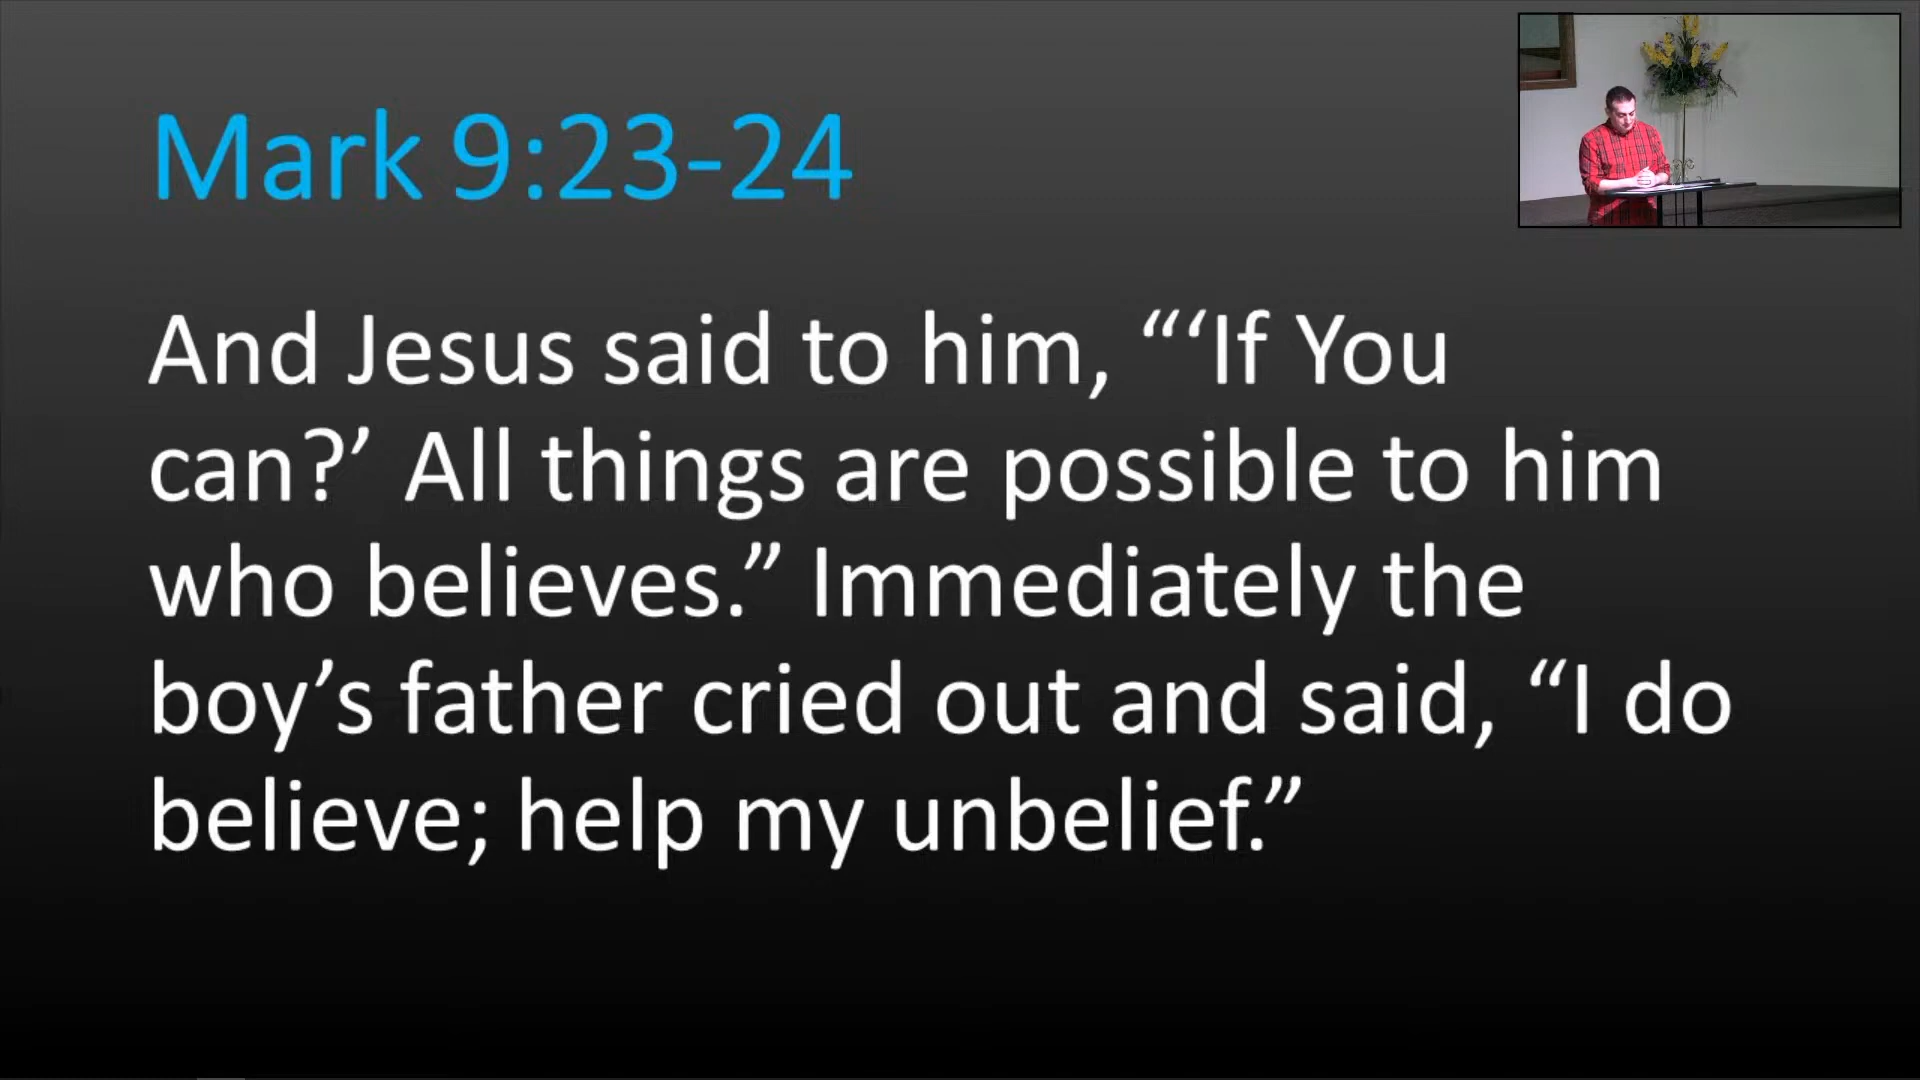 Mark 9:23-24
And Jesus said to him, “‘If You
can?’ All things are possible to him
who believes.” Immediately the
boy’s father cried out and said, “I do
believe; help my unbelief.”